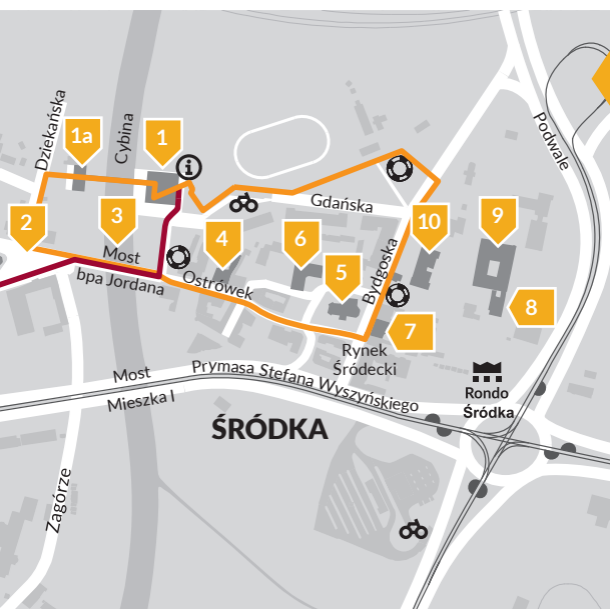 Dziekańska
1a
Cybina
1
i
Podwale
2
3
Gdańska
4
6
10
9
Most
bpa Jordana
Ostrówek
5
Bydgoska
8
7
Rynek
Śródecki
Most
Prymasa Stefana Wyszyńskiego
Mieszka I
Rondo
Śródka
ŚRÓDKA
Zagórze